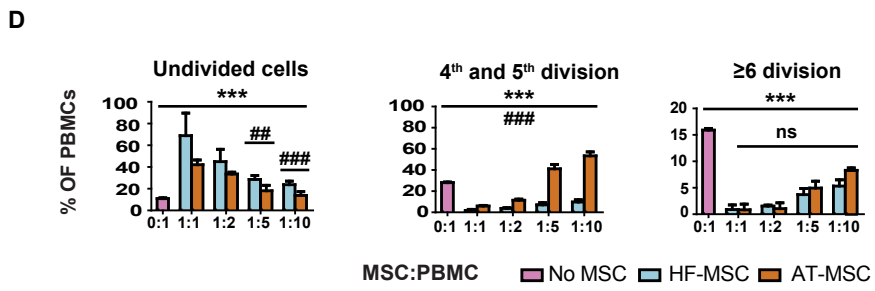 D
Undivided cells
4th and 5th division
≥6 division
% OF PBMCs
100
80
60
40
20
0
***
##
###
0:1 1:1 1:2 1:5 1:10
100
80
60
40
20
0
***
###
0:1 1:1 1:2 1:5 1:10
20
15
10
5
0
***
ns
0:1 1:1 1:2 1:5 1:10
MSC:PBMC No MSC HF-MSC AT-MSC